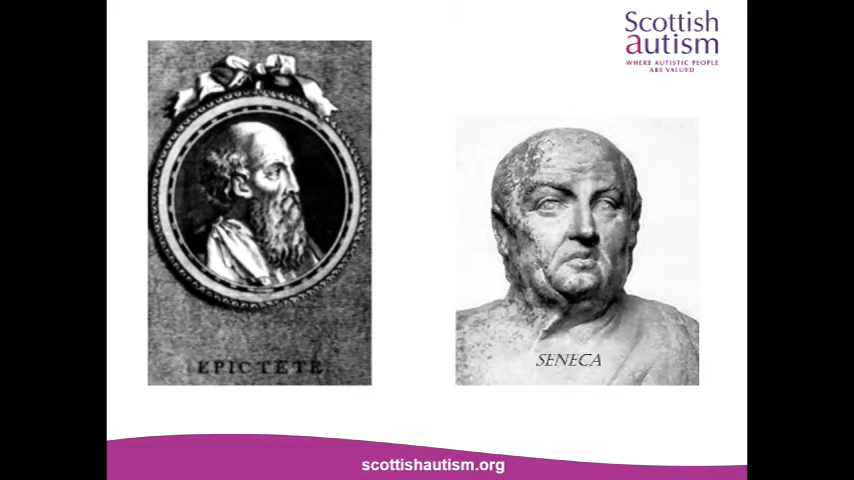 Scottish
autism
WHERE AUTISTIC PEOPLE
ARE VALUED
EPICTETE
SENECA
scottishautism.org